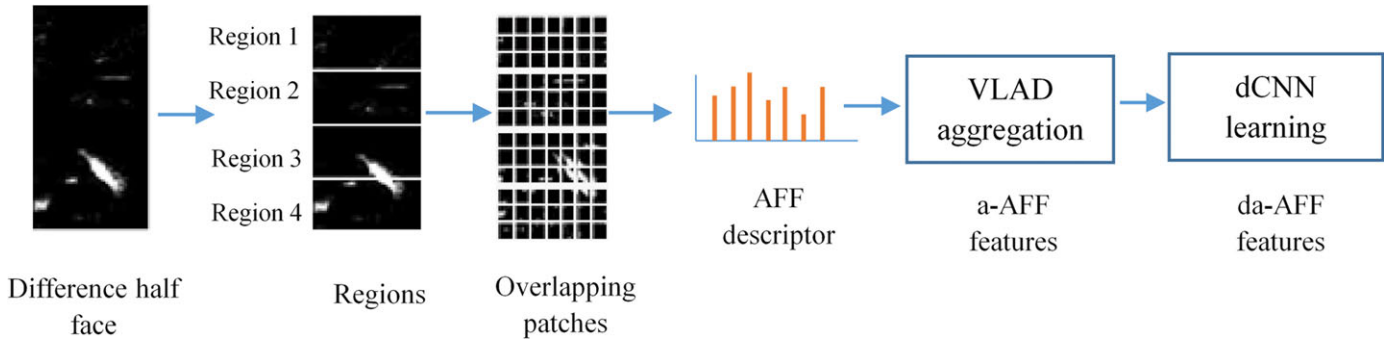 Region 1
Region 2
Region 3
Region 4
Difference half
face
Regions
Overlapping
patches
AFF
descriptor
VLAD
aggregation
a-AFF
features
dCNN
learning
da-AFF
features